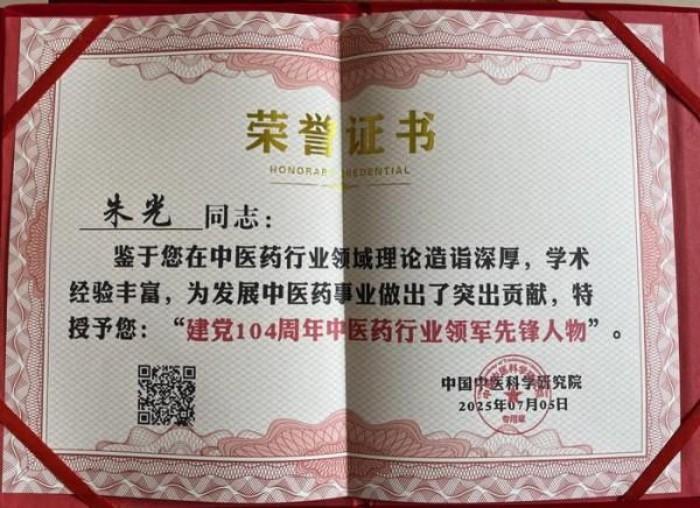 荣誉证书
HONORARY CREDENTIAL
朱光 同志：
鉴于您在中医药行业领域理论造诣深厚，学术
经验丰富，为发展中医药事业做出了突出贡献，特
授予您：“建党104周年中医药行业领军先锋人物”。
中国中医科学研究院
2025年07月05日
专用章